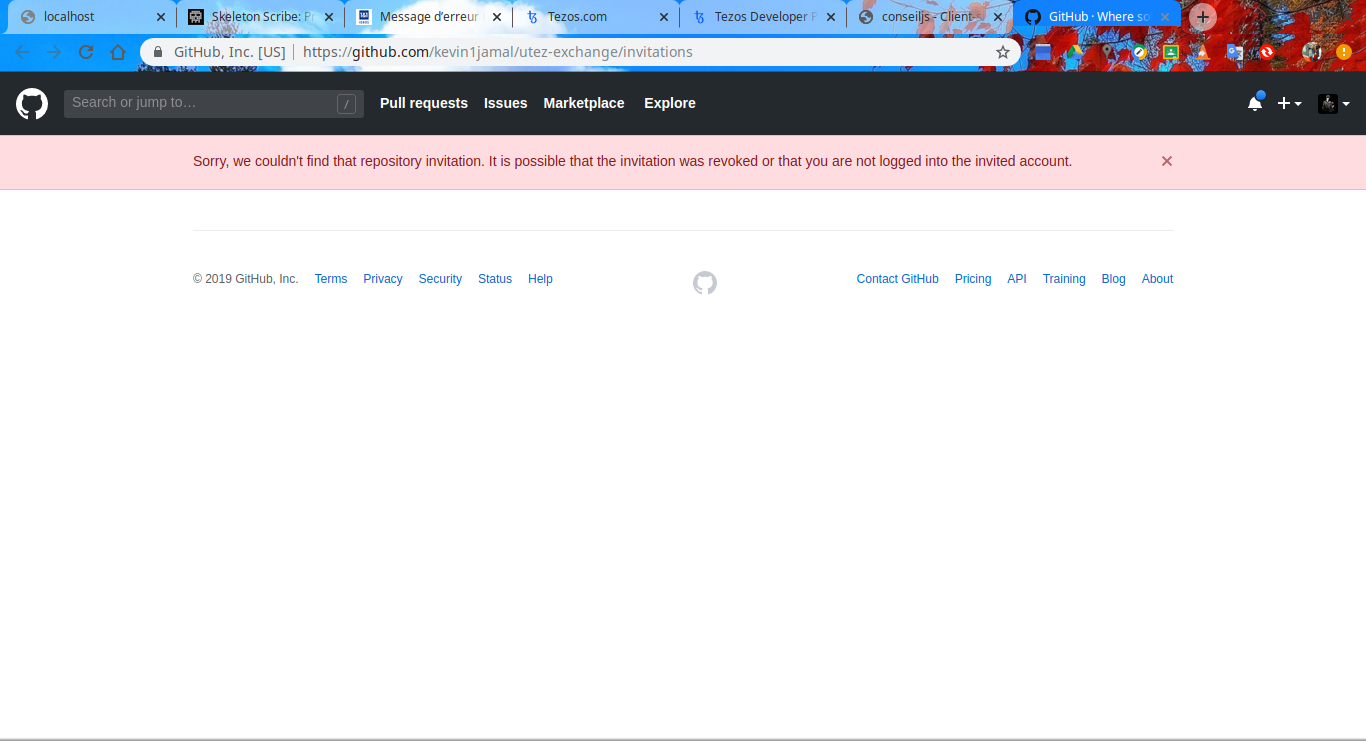 localhost
Skeleton Scribe: Pr
Message d'erreur
Tezos.com
Tezos Developer P
conseiljs - Client-s
GitHub · Where so
GitHub, Inc. [US] https://github.com/kevin1jamal/utez-exchange/invitations
Search or jump to… / Pull requests Issues Marketplace Explore
Sorry, we couldn't find that repository invitation. It is possible that the invitation was revoked or that you are not logged into the invited account.
© 2019 GitHub, Inc. Terms Privacy Security Status Help Contact GitHub Pricing API Training Blog About